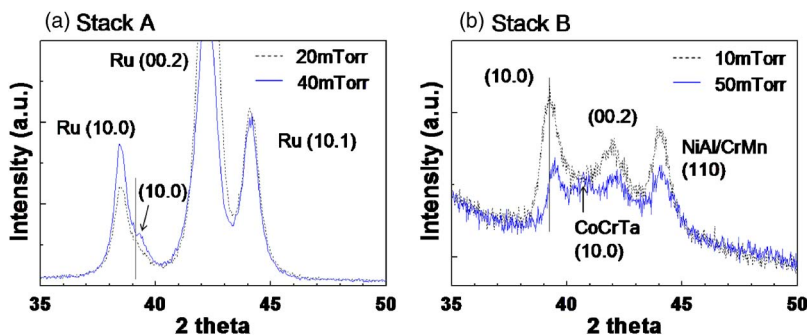 (a) Stack A
Ru (00.2)
20mTorr
40mTorr
Ru (10.0)
(10.0)
Ru (10.1)
Intensity (a.u.)
35 40 45 50
2 theta
(b) Stack B
10mTorr
50mTorr
(10.0)
(00.2)
NiAl/CrMn
(110)
CoCrTa
(10.0)
Intensity (a.u.)
35 40 45 50
2 theta